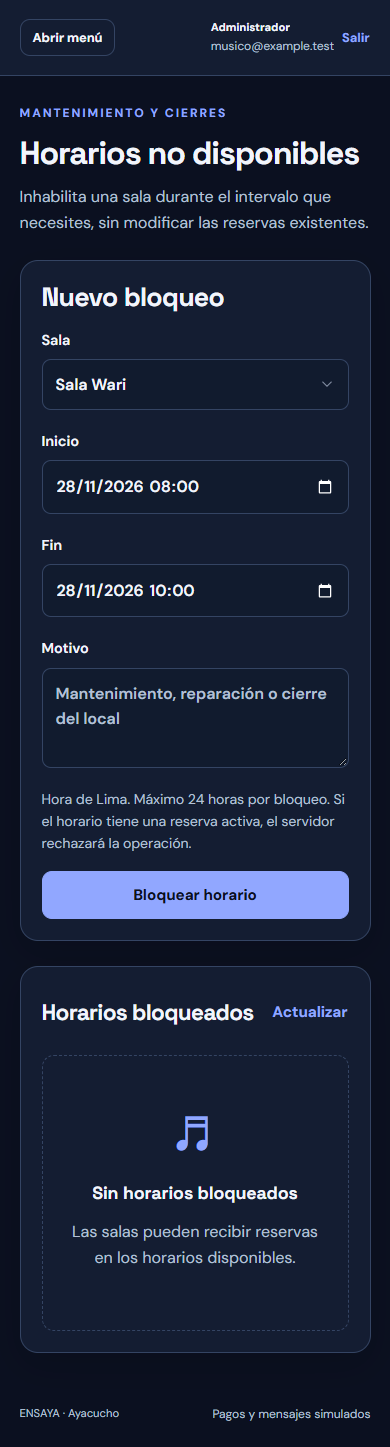 Abrir menú
Administrador
musico@example.test
Salir
MANTENIMIENTO Y CIERRES
Horarios no disponibles
Inhabilita una sala durante el intervalo que
necesites, sin modificar las reservas existentes.
Nuevo bloqueo
Sala
Sala Wari
Inicio
28/11/2026 08:00
Fin
28/11/2026 10:00
Motivo
Mantenimiento, reparación o cierre
del local
Hora de Lima. Máximo 24 horas por bloqueo. Si
el horario tiene una reserva activa, el servidor
rechazará la operación.
Bloquear horario
Horarios bloqueados
Actualizar
Sin horarios bloqueados
Las salas pueden recibir reservas
en los horarios disponibles.
ENSAYA · Ayacucho
Pagos y mensajes simulados